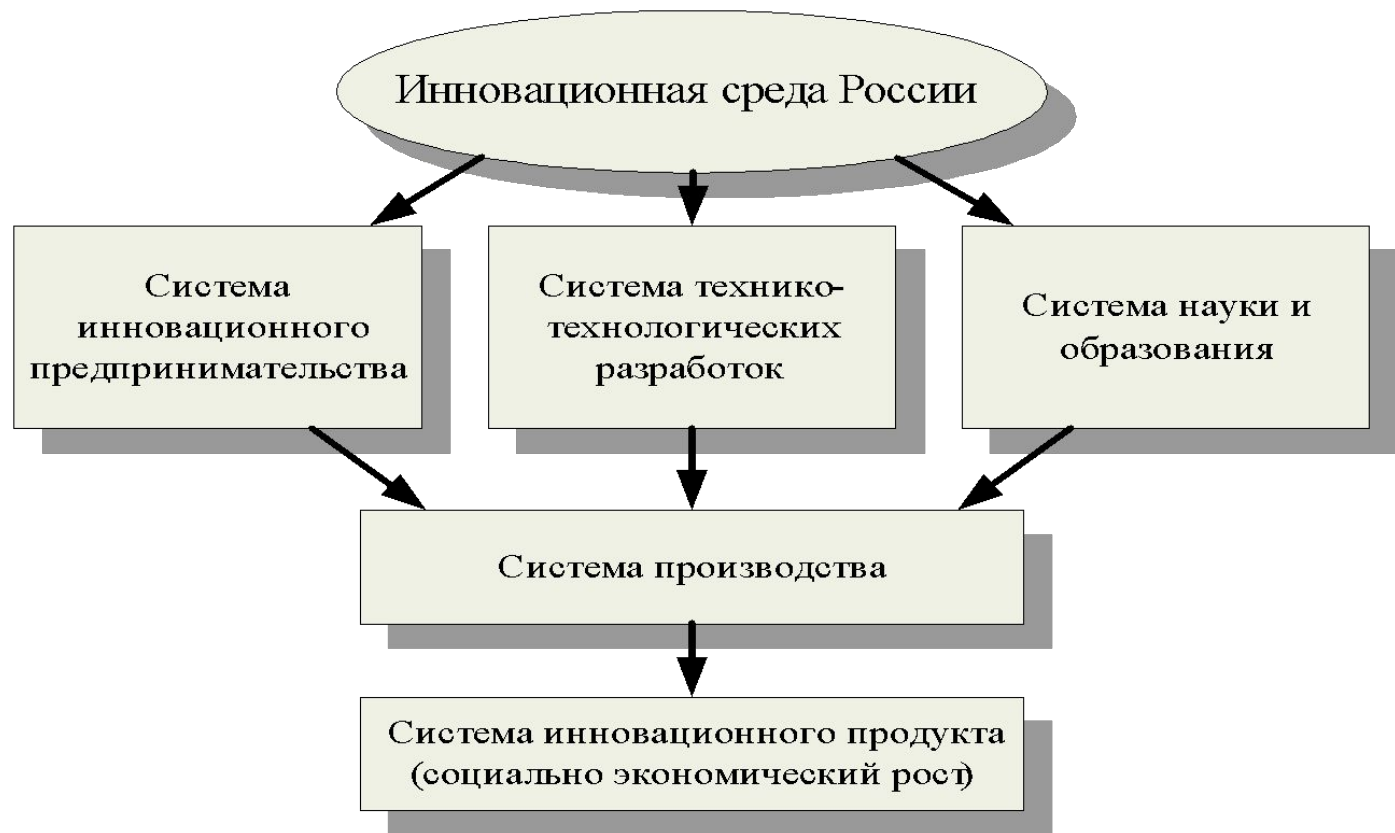 Инновационная среда России
Система
инновационного
предпринимательства
Система технико-
технологических
разработок
Система науки и
образования
Система производства
Система инновационного продукта
(социально экономический рост)